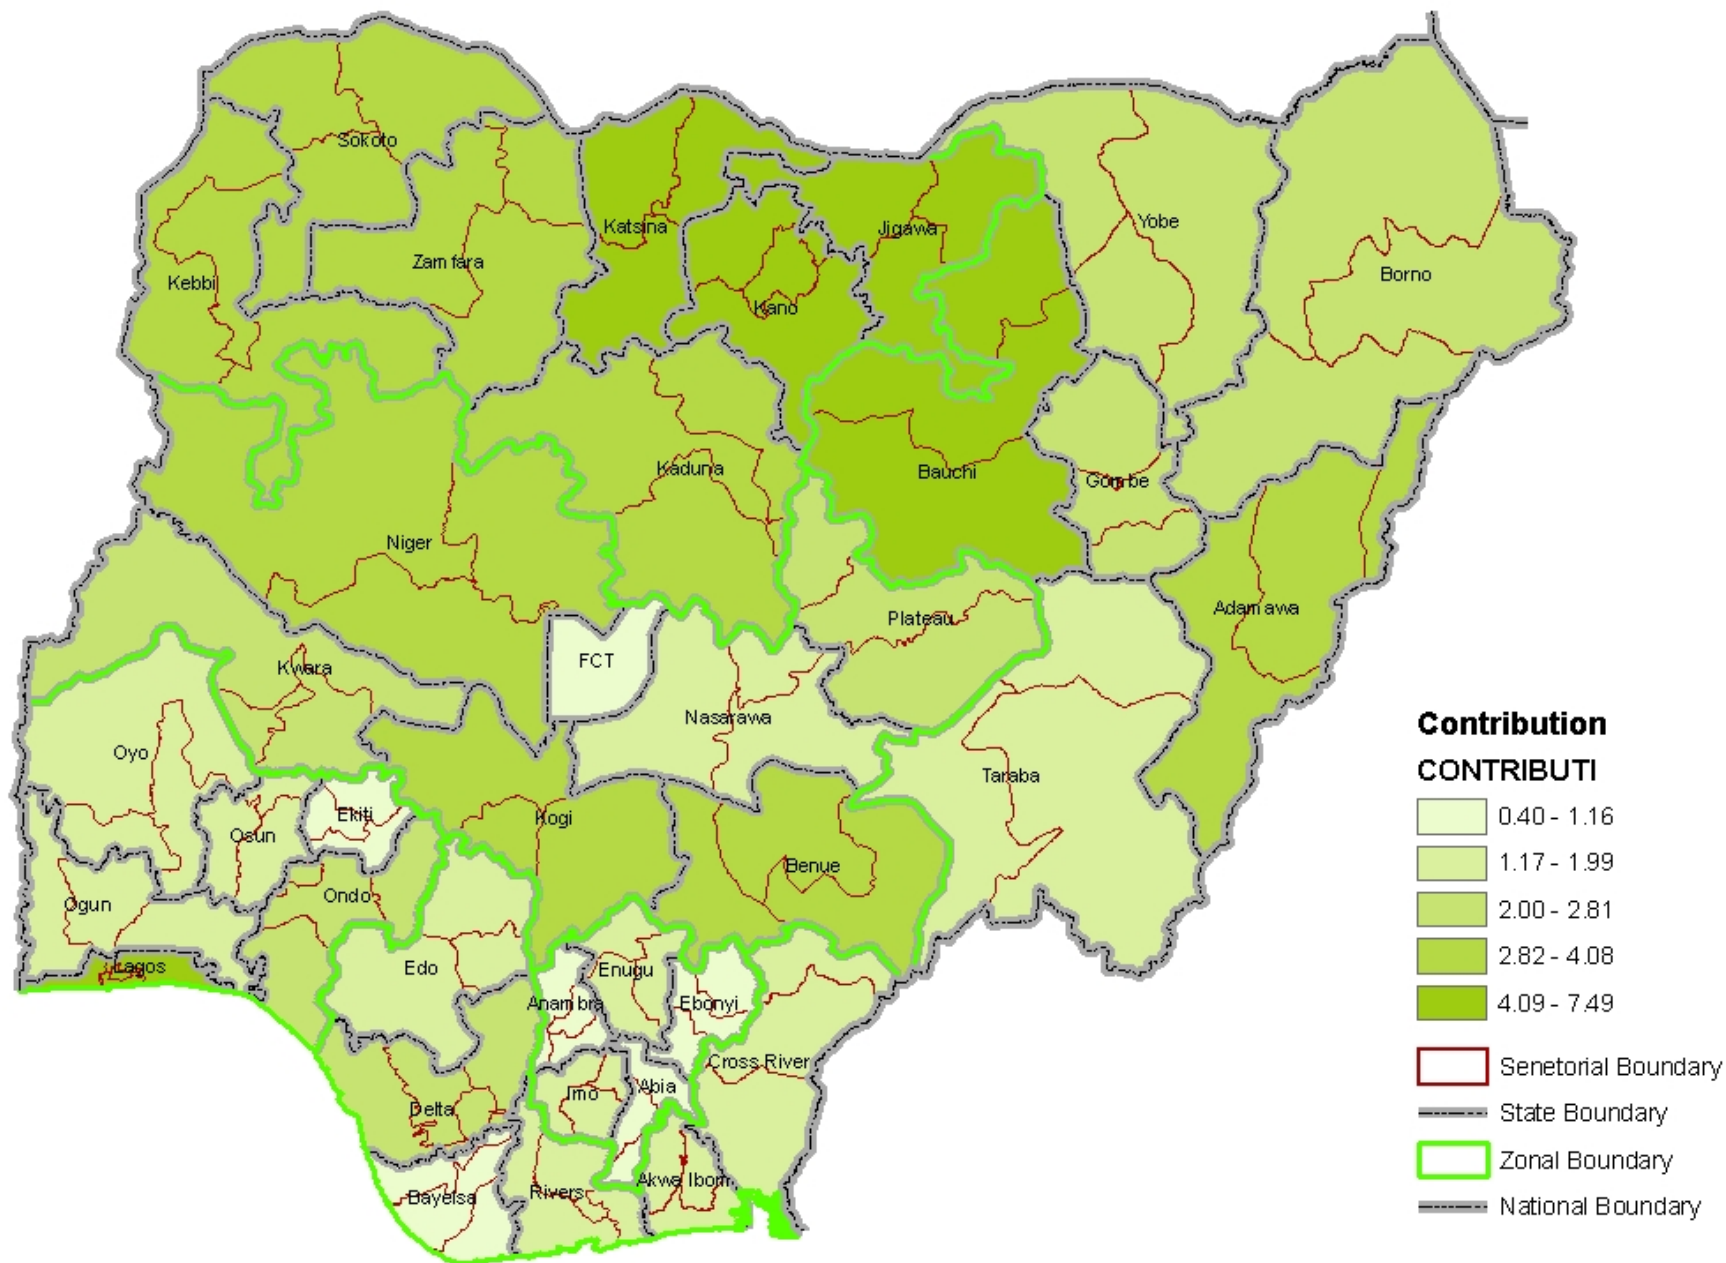 Sokoto
Katsina
Jigawa
Yobe
Zamfara
Borno
Kebbi
Kano
Kaduna
Bauchi
Gombe
Niger
Adamawa
Plateau
FCT
Kwara
Nasarawa
Oyo
Taraba
Ekiti
Kogi
Osun
Benue
Ondo
Ogun
Lagos
Edo
Enugu
Anambra
Ebonyi
Cross River
Abia
Imo
Delta
Akwa Ibom
Rivers
Bayelsa
Contribution
CONTRIBUTI
0.40 - 1.16
1.17 - 1.99
2.00 - 2.81
2.82 - 4.08
4.09 - 7.49
Senetorial Boundary
State Boundary
Zonal Boundary
National Boundary